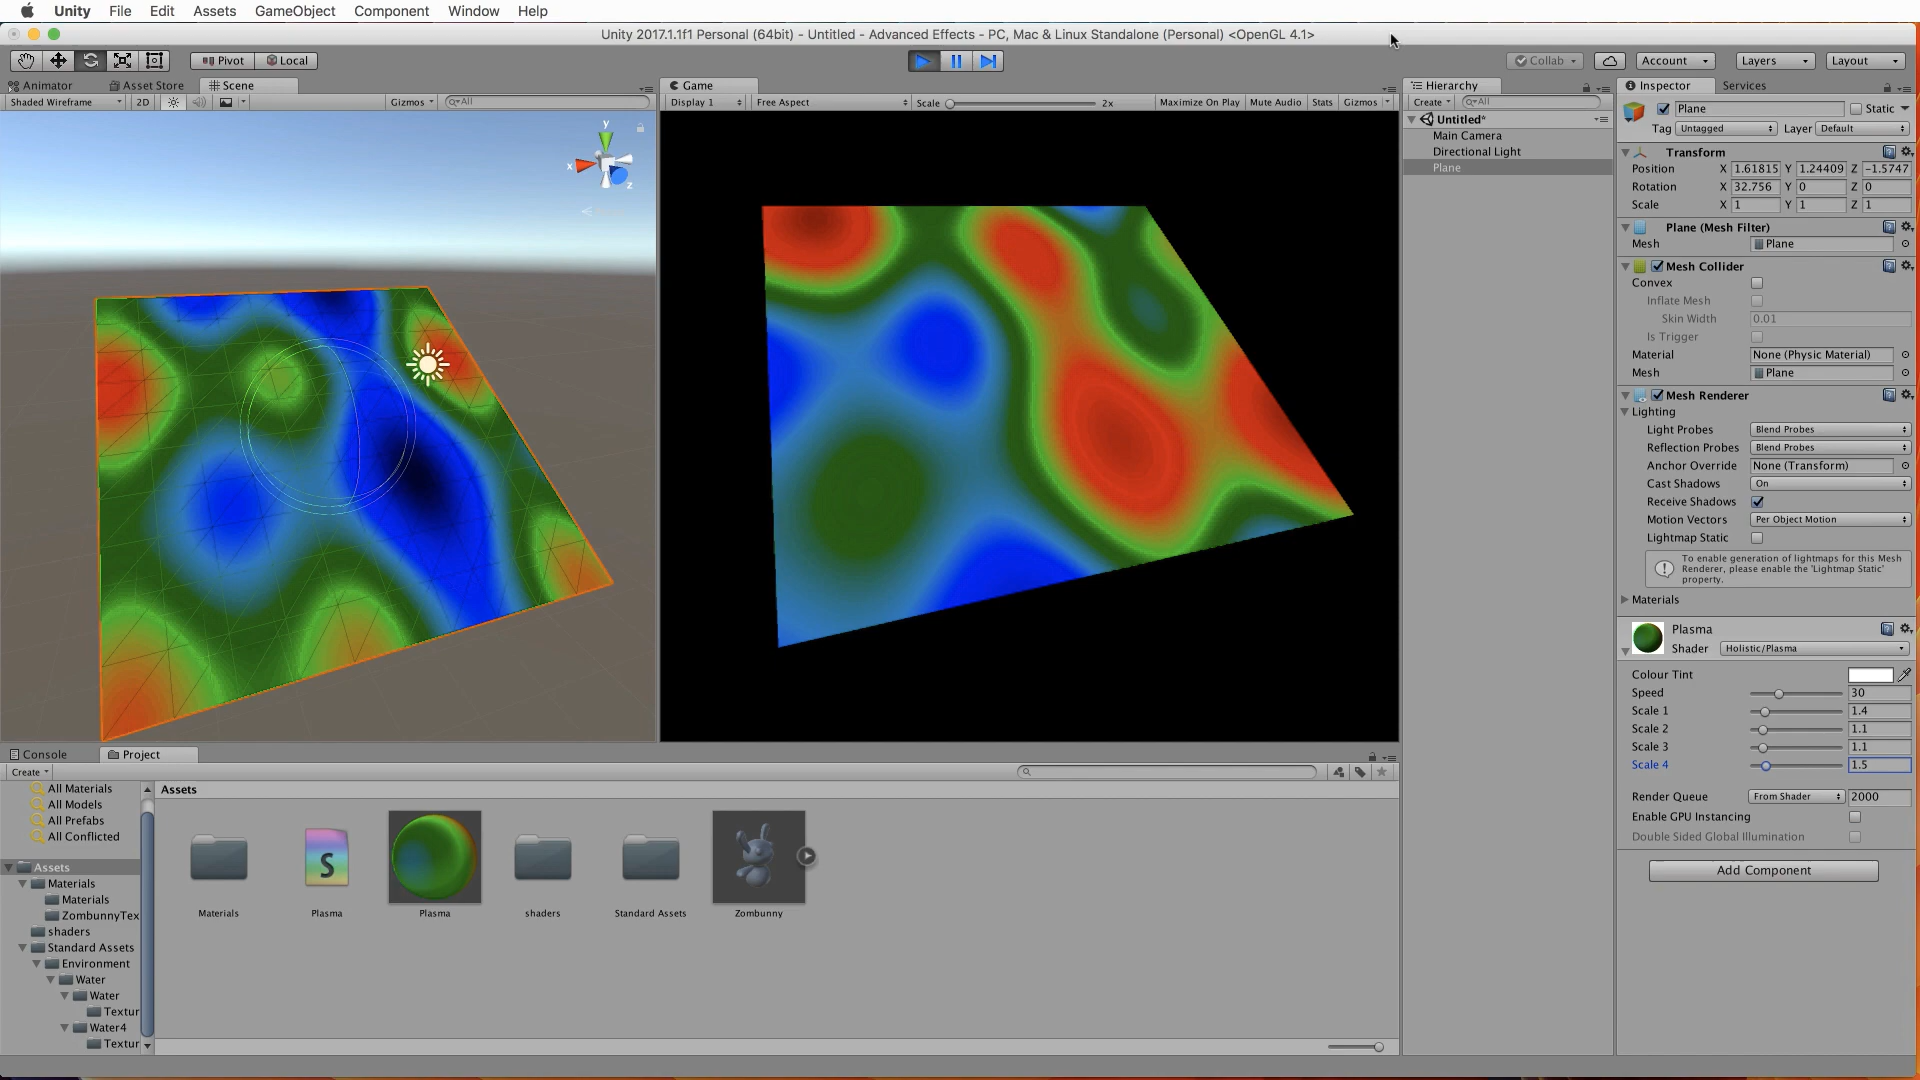 Unity File Edit Assets GameObject Component Window Help
Unity 2017.1.1f1 Personal (64bit) - Untitled - Advanced Effects - PC, Mac & Linux Standalone (Personal) <OpenGL 4.1>
Pivot Local Collab Account Layers Layout
Animator Asset Store Scene
Shaded Wireframe 2D Gizmos All
y
x
z
Game
Display 1 Free Aspect Scale 2x Maximize On Play Mute Audio Stats Gizmos
Hierarchy
Create All
Untitled*
Main Camera
Directional Light
Plane
Inspector Services
Plane Static
Tag Untagged Layer Default
Transform
Position X 1.61815 Y 1.24409 Z -1.5747
Rotation X 32.756 Y 0 Z 0
Scale X 1 Y 1 Z 1
Plane (Mesh Filter)
Mesh Plane
Mesh Collider
Convex
Inflate Mesh
Skin Width 0.01
Is Trigger
Material None (Physic Material)
Mesh Plane
Mesh Renderer
Lighting
Light Probes Blend Probes
Reflection Probes Blend Probes
Anchor Override None (Transform)
Cast Shadows On
Receive Shadows
Motion Vectors Per Object Motion
Lightmap Static
To enable generation of lightmaps for this Mesh
Renderer, please enable the 'Lightmap Static'
property.
Materials
Plasma
Shader Holistic/Plasma
Colour Tint
Speed 30
Scale 1 1.4
Scale 2 1.1
Scale 3 1.1
Scale 4 1.5
Render Queue From Shader 2000
Enable GPU Instancing
Double Sided Global Illumination
Add Component
Console Project
Create
All Materials
All Models
All Prefabs
All Conflicted
Assets
Materials
Materials
ZombunnyTex
shaders
Standard Assets
Environment
Water
Water
Textur
Water4
Textur
Assets
S
Materials Plasma Plasma shaders Standard Assets Zombunny